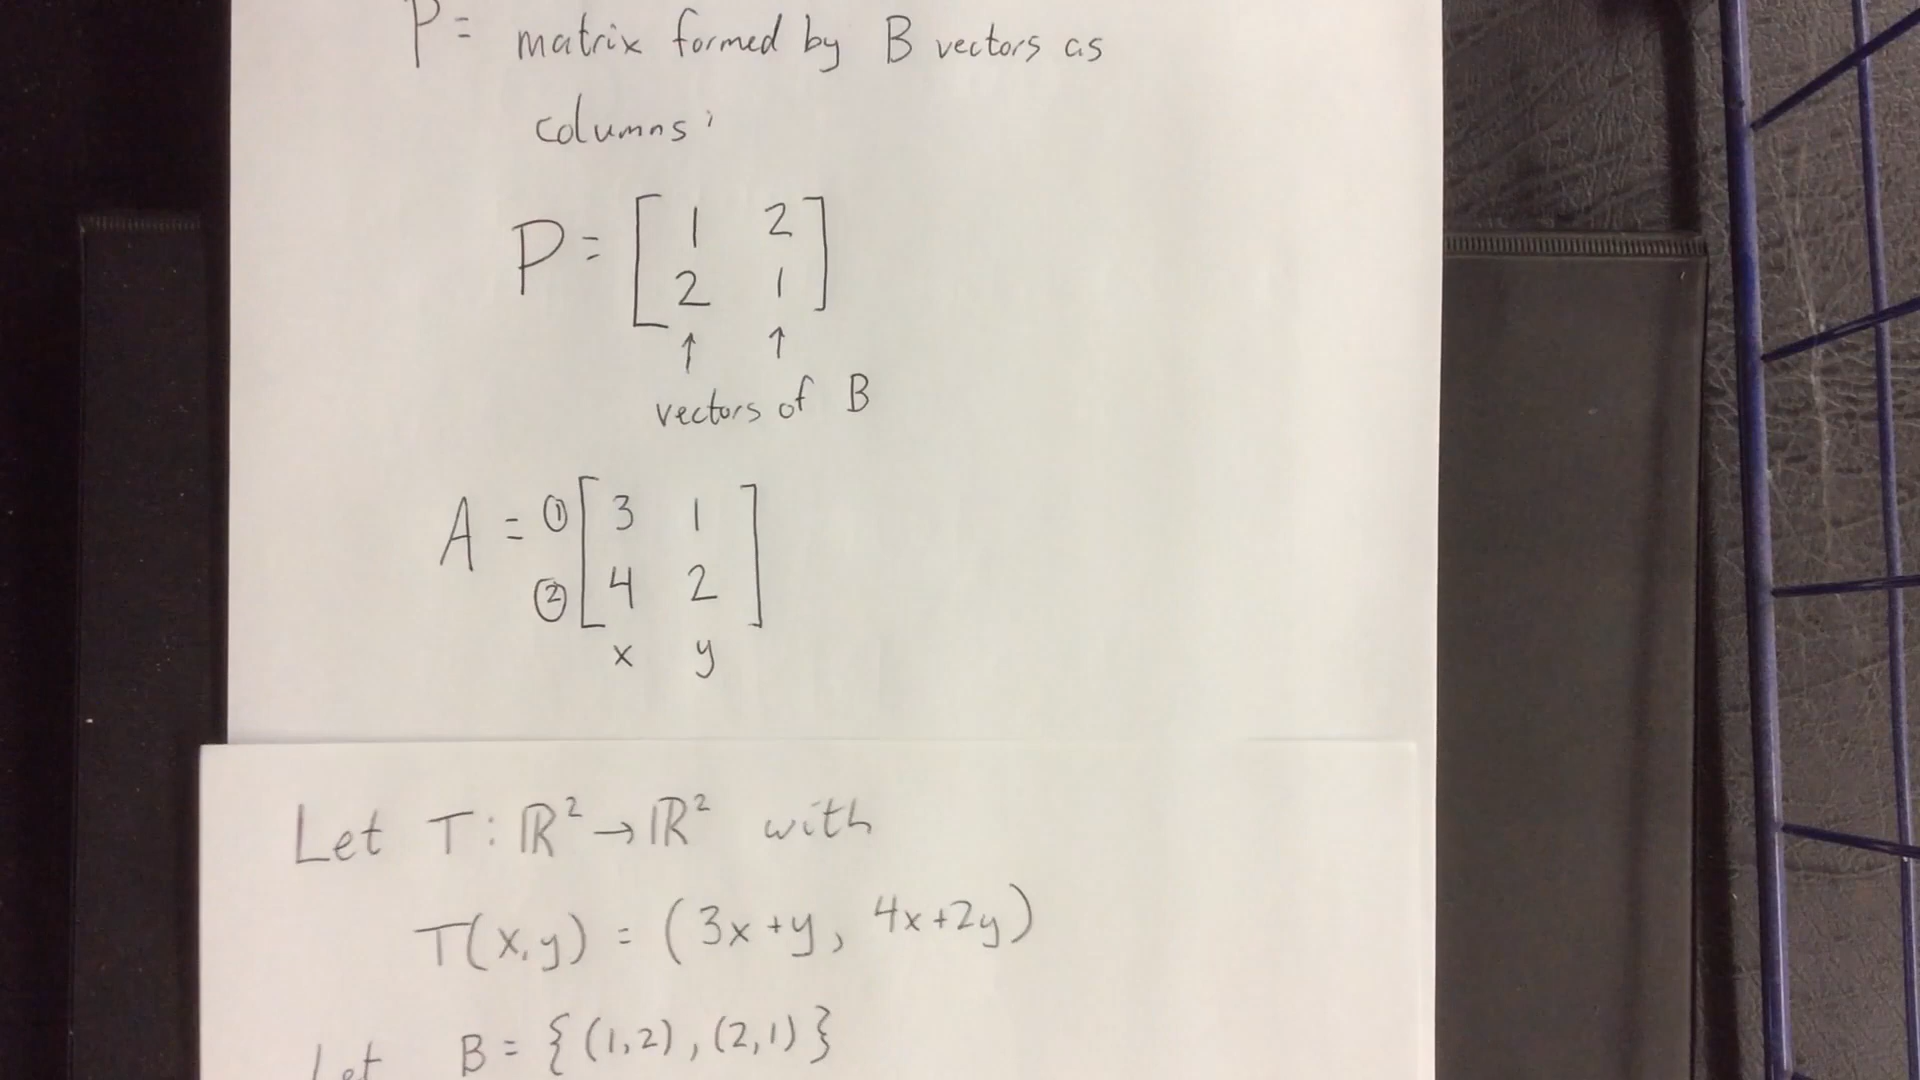 P = matrix formed by B vectors as
columns:
P = [ 1 2
2 1 ]
↑ ↑
vectors of B
A = ① [ 3 1
② 4 2 ]
x y
Let T: ℝ² → ℝ² with
T(x,y) = (3x+y, 4x+2y)
Let B = {(1,2), (2,1)}